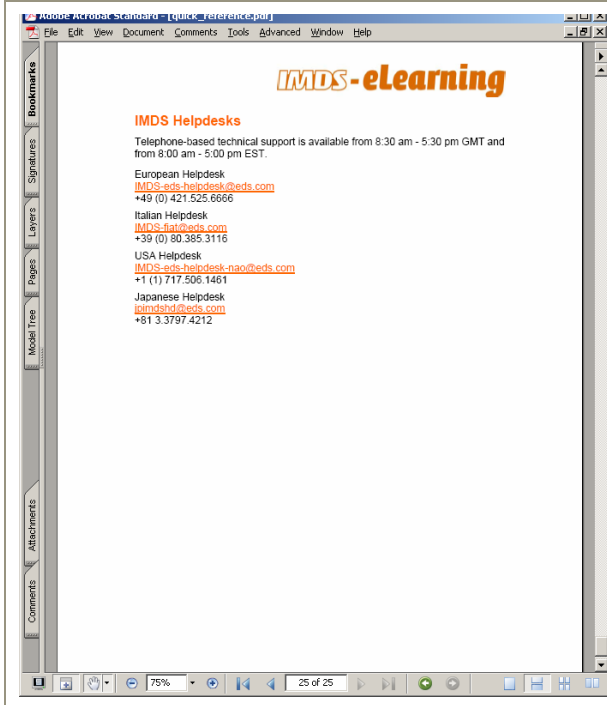 Adobe Acrobat Standard - [quick_reference.pdf]
File Edit View Document Comments Tools Advanced Window Help
Bookmarks
Signatures
Layers
Pages
Model Tree
Attachments
Comments
IMDS-eLearning
IMDS Helpdesks
Telephone-based technical support is available from 8:30 am - 5:30 pm GMT and
from 8:00 am - 5:00 pm EST.
European Helpdesk
IMDS-eds-helpdesk@eds.com
+49 (0) 421.525.6666
Italian Helpdesk
IMDS-fiat@eds.com
+39 (0) 80.385.3116
USA Helpdesk
IMDS-eds-helpdesk-nao@eds.com
+1 (1) 717.506.1461
Japanese Helpdesk
jpimdshd@eds.com
+81 3.3797.4212
75%
25 of 25